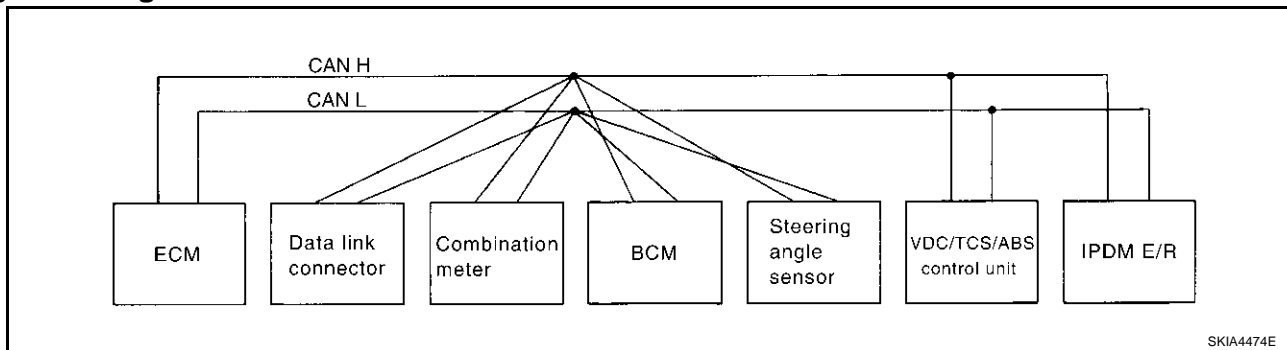 CAN H
CAN L
ECM
Data link
connector
Combination
meter
BCM
Steering
angle
sensor
VDC/TCS/ABS
control unit
IPDM E/R
SKIA4474E